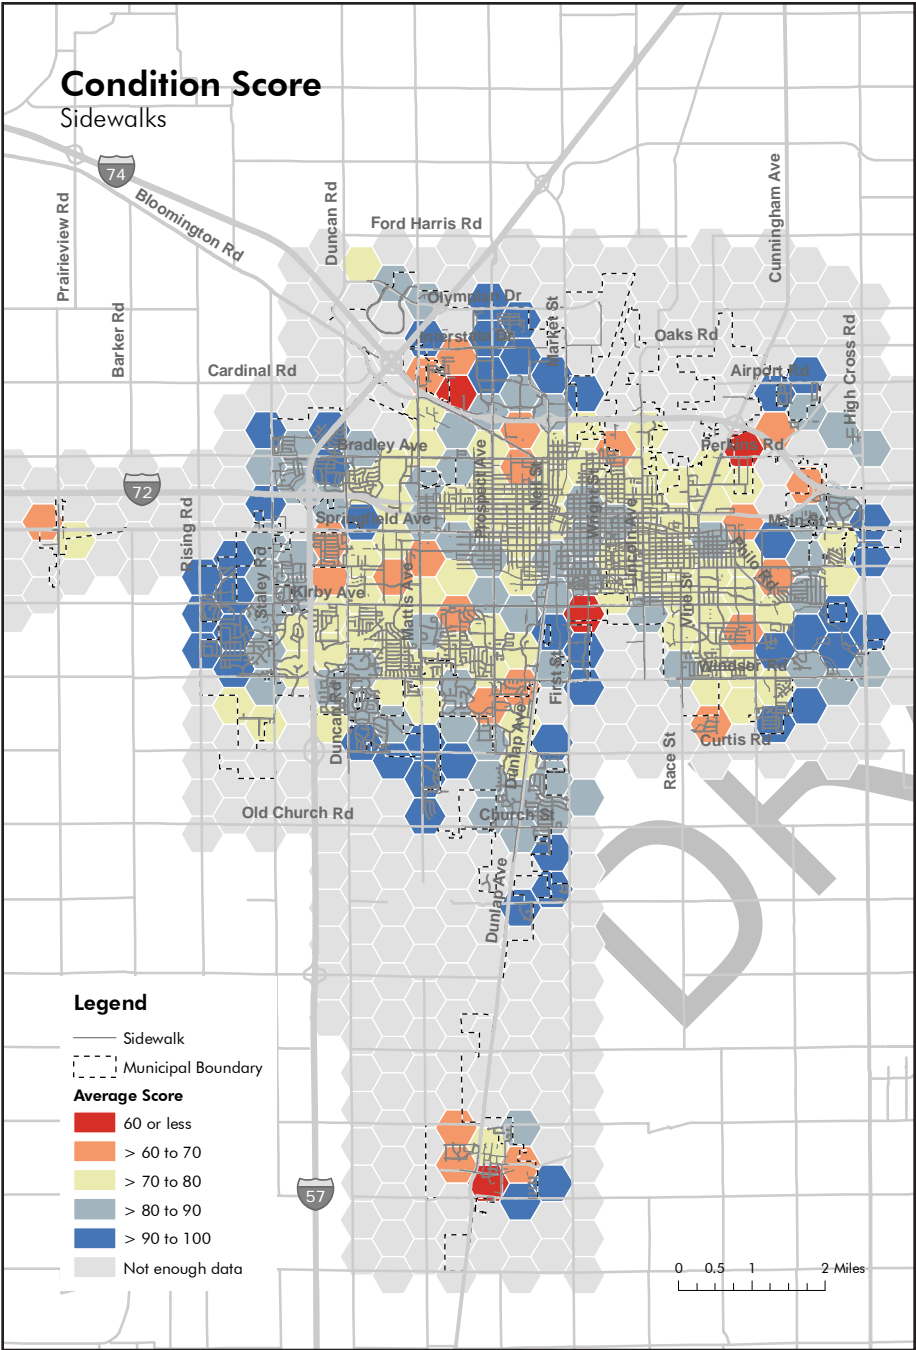 Condition Score
Sidewalks
74
Bloomington Rd
Prairieview Rd
Duncan Rd
Ford Harris Rd
Cunningham Ave
Barker Rd
Olympian Dr
Interstate Dr
Market St
Oaks Rd
Cardinal Rd
Airport Rd
High Cross Rd
Bradley Ave
Perkins Rd
72
Prospect Ave
Neil St
Wright St
Lincoln Ave
Springfield Ave
Main St
Rising Rd
Staley Rd
Kirby Ave
Mattis Ave
Vine St
Philo Rd
First St
Windsor Rd
Duncan Rd
Dunlap Ave
Race St
Curtis Rd
Old Church Rd
Church St
Dunlap Ave
Legend
Sidewalk
Municipal Boundary
Average Score
60 or less
> 60 to 70
> 70 to 80
> 80 to 90
> 90 to 100
Not enough data
57
0 0.5 1 2 Miles